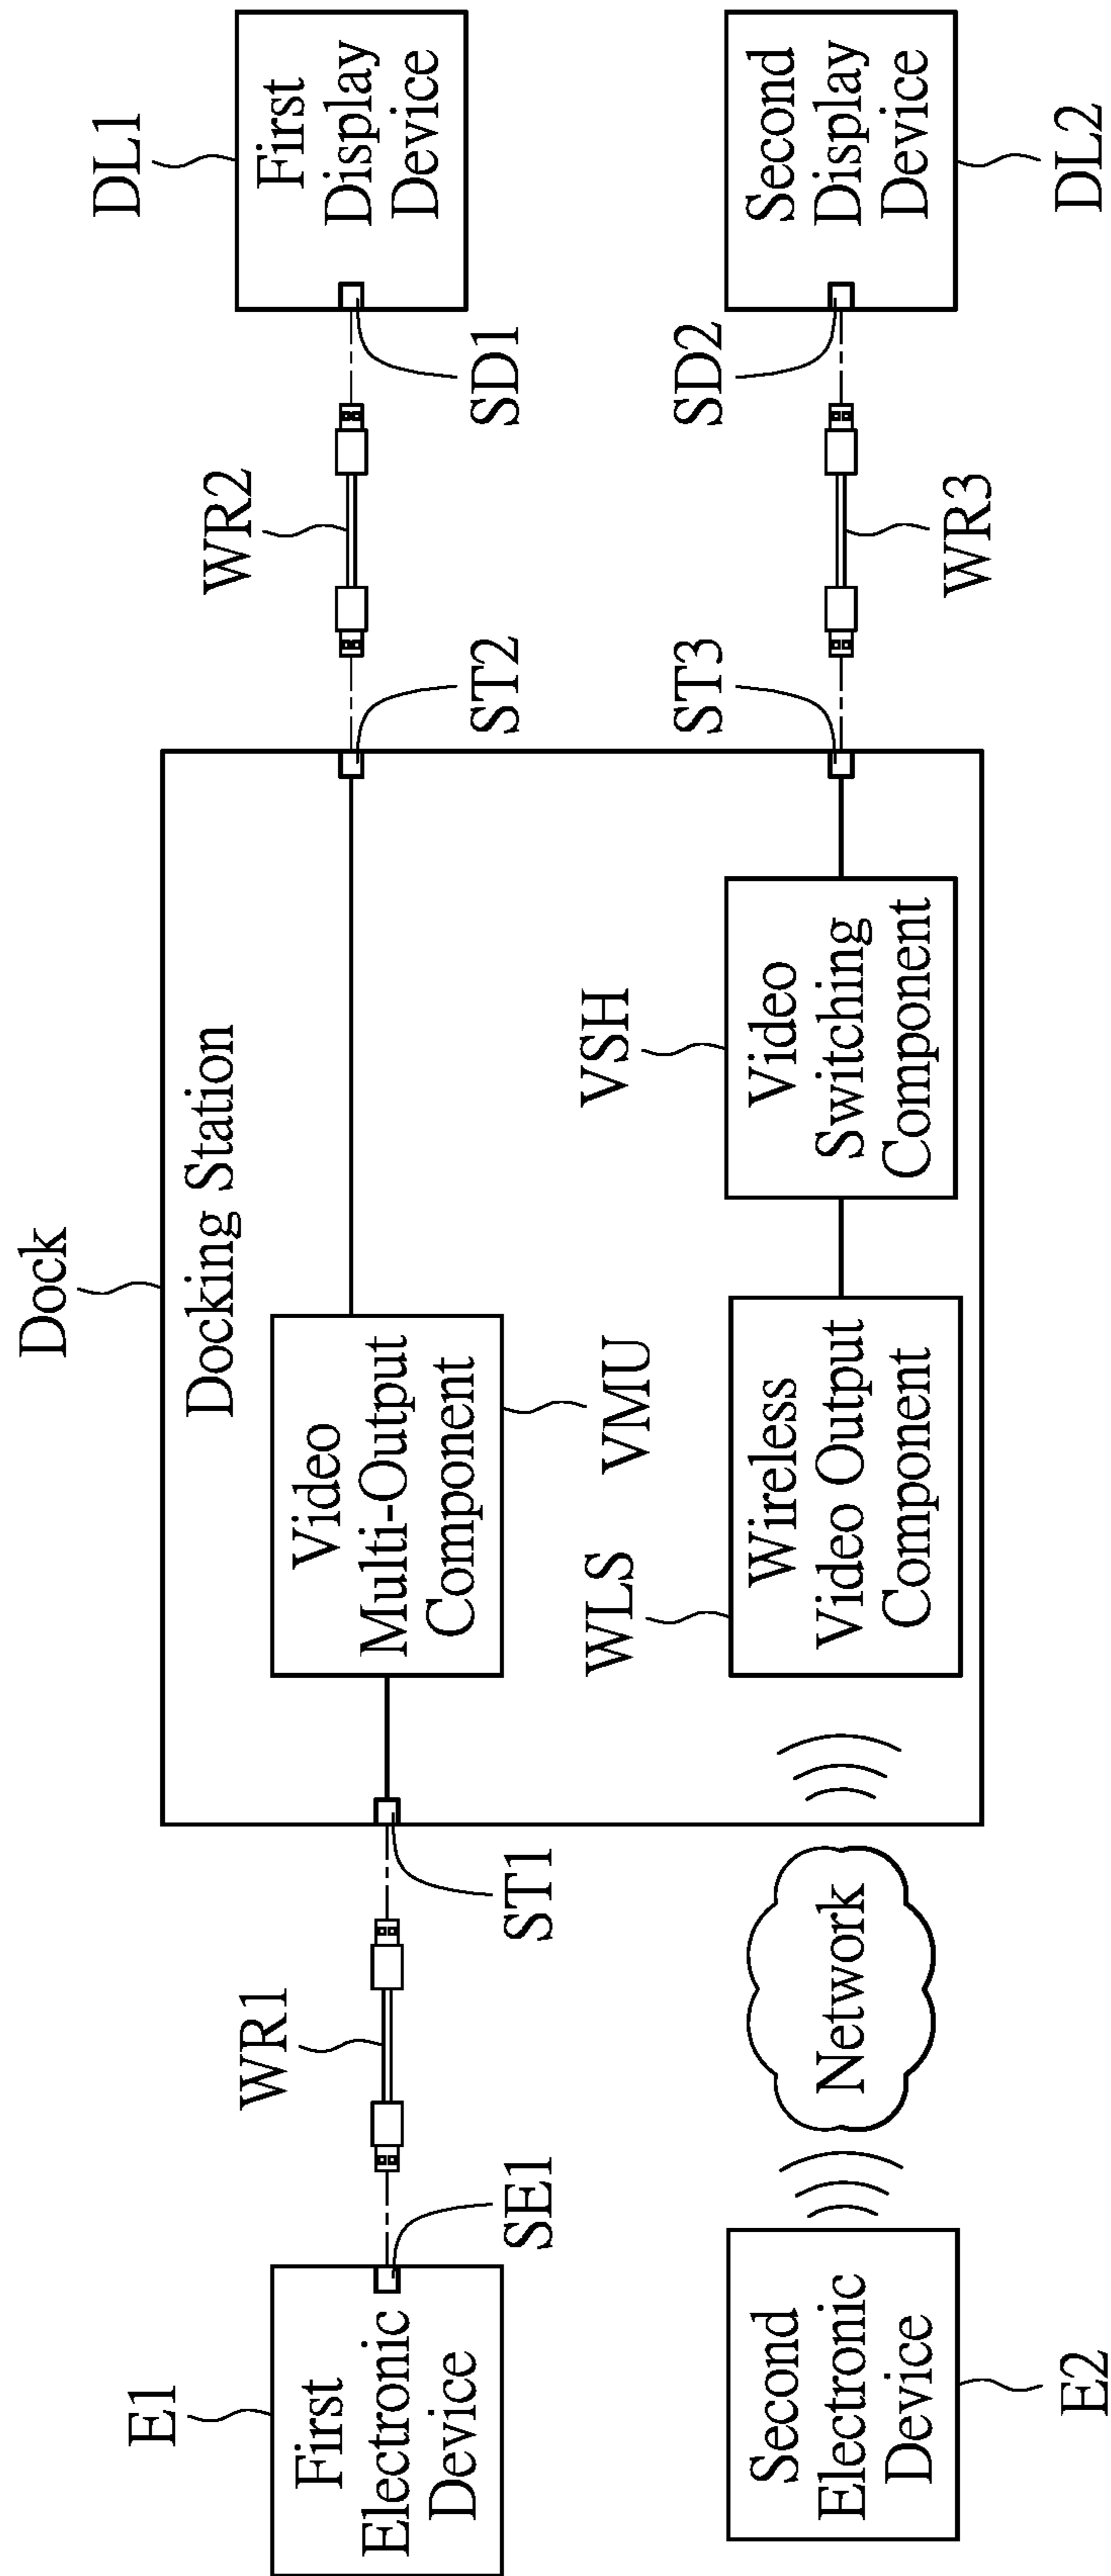 Dock
Docking Station
E1
First
Electronic
Device
SE1
WR1
ST1
Video
Multi-Output
Component
VMU
ST2
WR2
SD1
DL1
First
Display
Device
Second
Electronic
Device
E2
Network
WLS
Wireless
Video Output
Component
VSH
Video
Switching
Component
ST3
WR3
SD2
Second
Display
Device
DL2